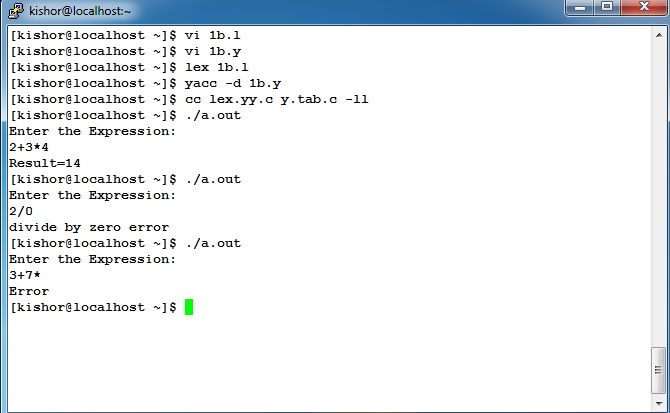 kishor@localhost:~
[kishor@localhost ~]$ vi 1b.l
[kishor@localhost ~]$ vi 1b.y
[kishor@localhost ~]$ lex 1b.l
[kishor@localhost ~]$ yacc -d 1b.y
[kishor@localhost ~]$ cc lex.yy.c y.tab.c -ll
[kishor@localhost ~]$ ./a.out
Enter the Expression:
2+3*4
Result=14
[kishor@localhost ~]$ ./a.out
Enter the Expression:
2/0
divide by zero error
[kishor@localhost ~]$ ./a.out
Enter the Expression:
3+7*
Error
[kishor@localhost ~]$